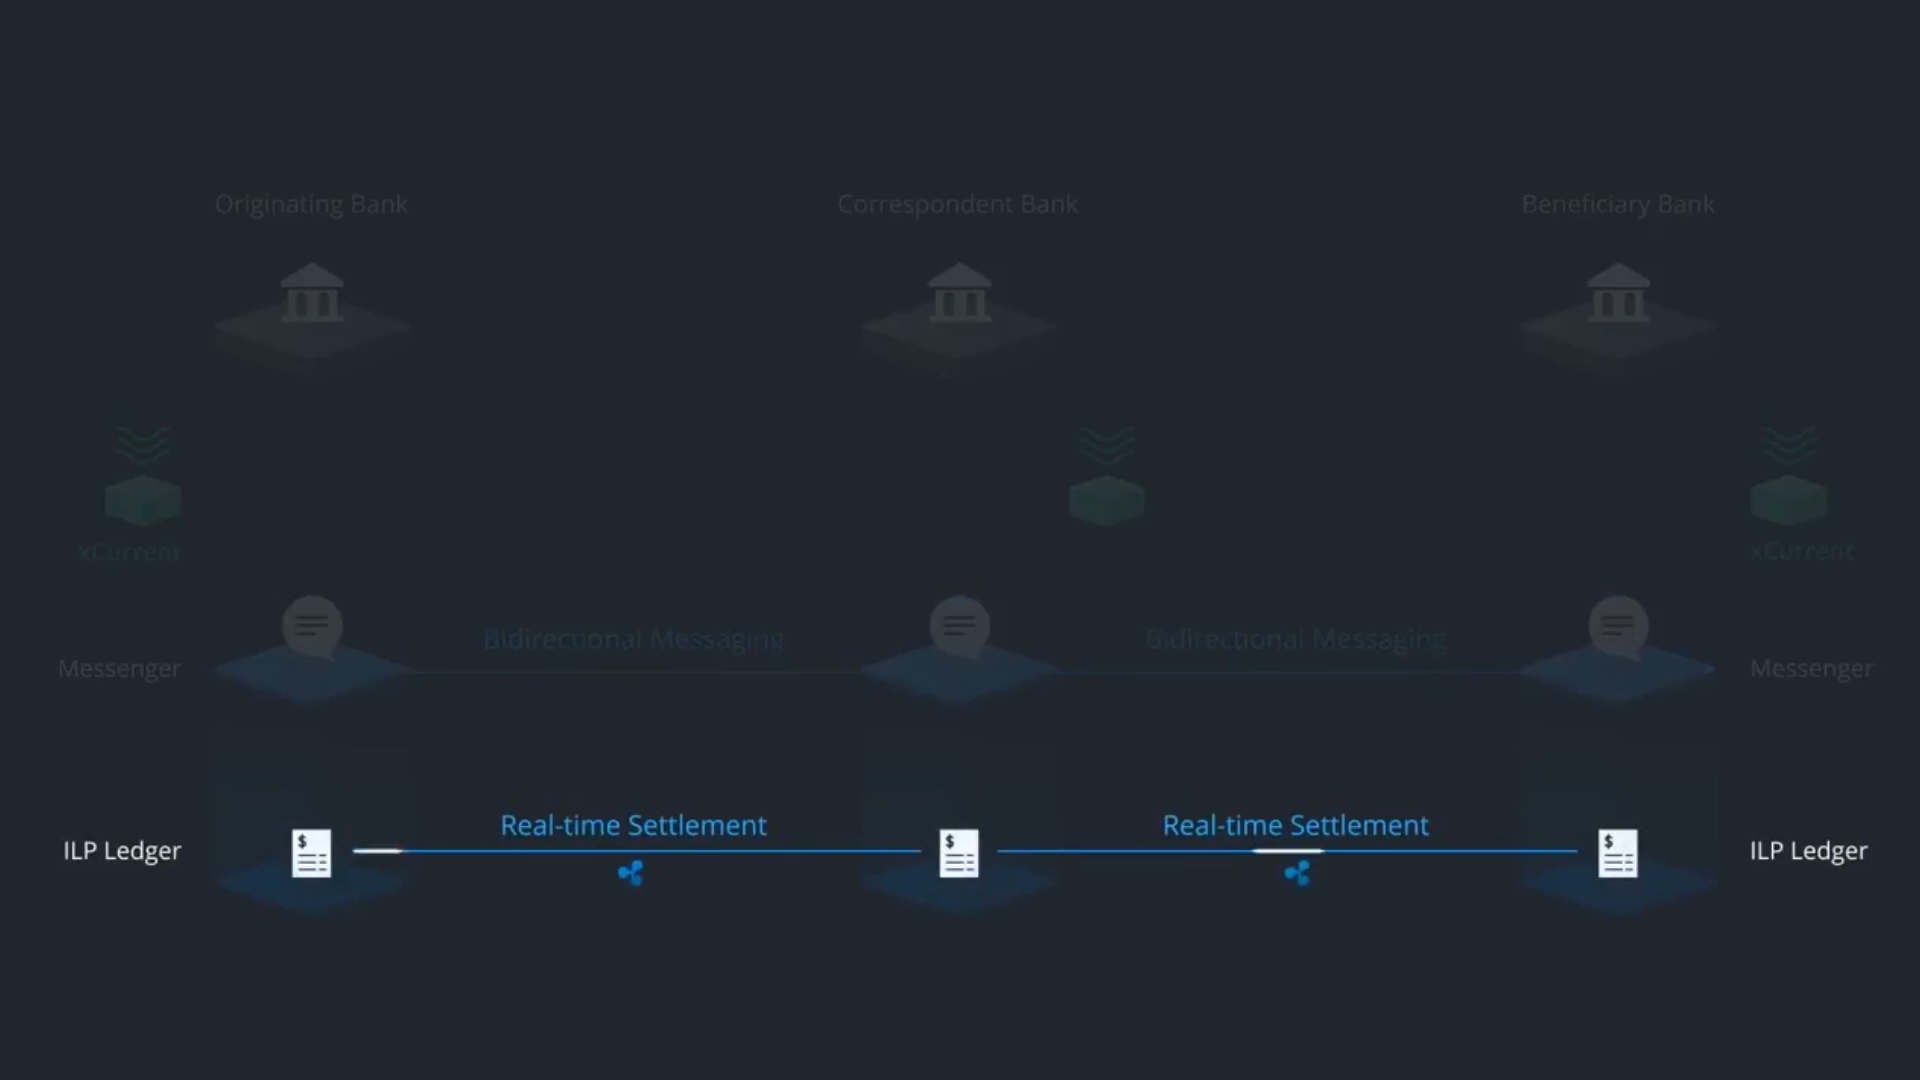 Originating Bank
Correspondent Bank
Beneficiary Bank
xCurrent
xCurrent
Messenger
Bidirectional Messaging
Bidirectional Messaging
Messenger
ILP Ledger
$
Real-time Settlement
$
Real-time Settlement
$
ILP Ledger